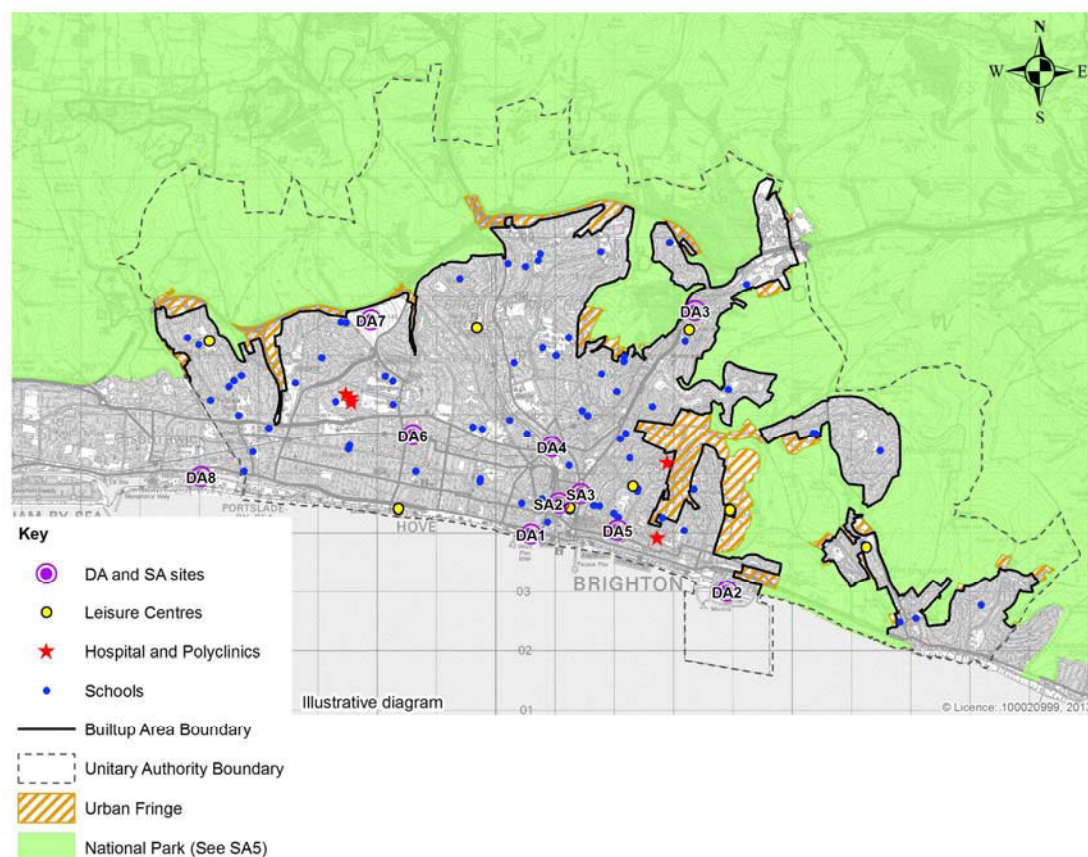 N
W E
S
DA3
DA7
DA6
DA4
DA8
SA3
SA2
PORTSLADE
HOVE
DA1
DA5
BRIGHTON
DA2
03
02
01
Illustrative diagram
© Licence: 100020999, 201
Key
DA and SA sites
Leisure Centres
Hospital and Polyclinics
Schools
Builtup Area Boundary
Unitary Authority Boundary
Urban Fringe
National Park (See SA5)